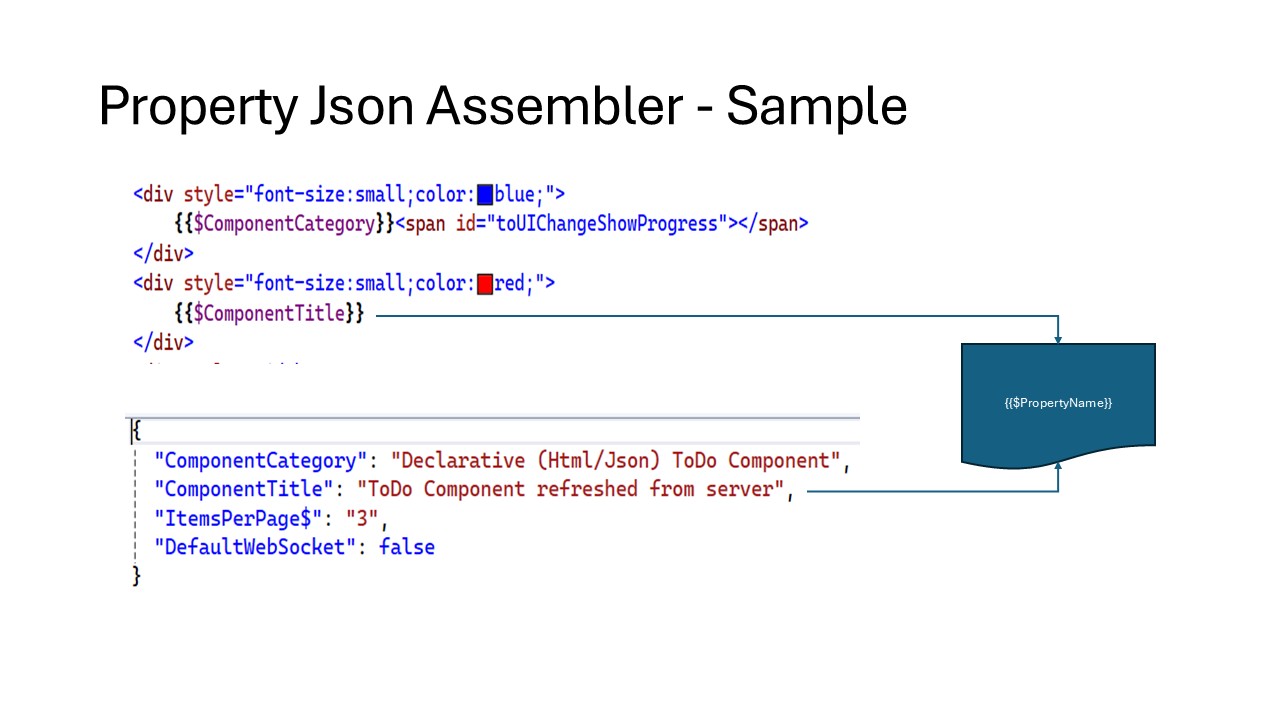 Property Json Assembler - Sample
<div style="font-size:small;color:blue;">
{{$ComponentCategory}}<span id="toUIChangeShowProgress"></span>
</div>
<div style="font-size:small;color:red;">
{{$ComponentTitle}}
</div>
{{$PropertyName}}
{
"ComponentCategory": "Declarative (Html/Json) ToDo Component",
"ComponentTitle": "ToDo Component refreshed from server",
"ItemsPerPage$": "3",
"DefaultWebSocket": false
}